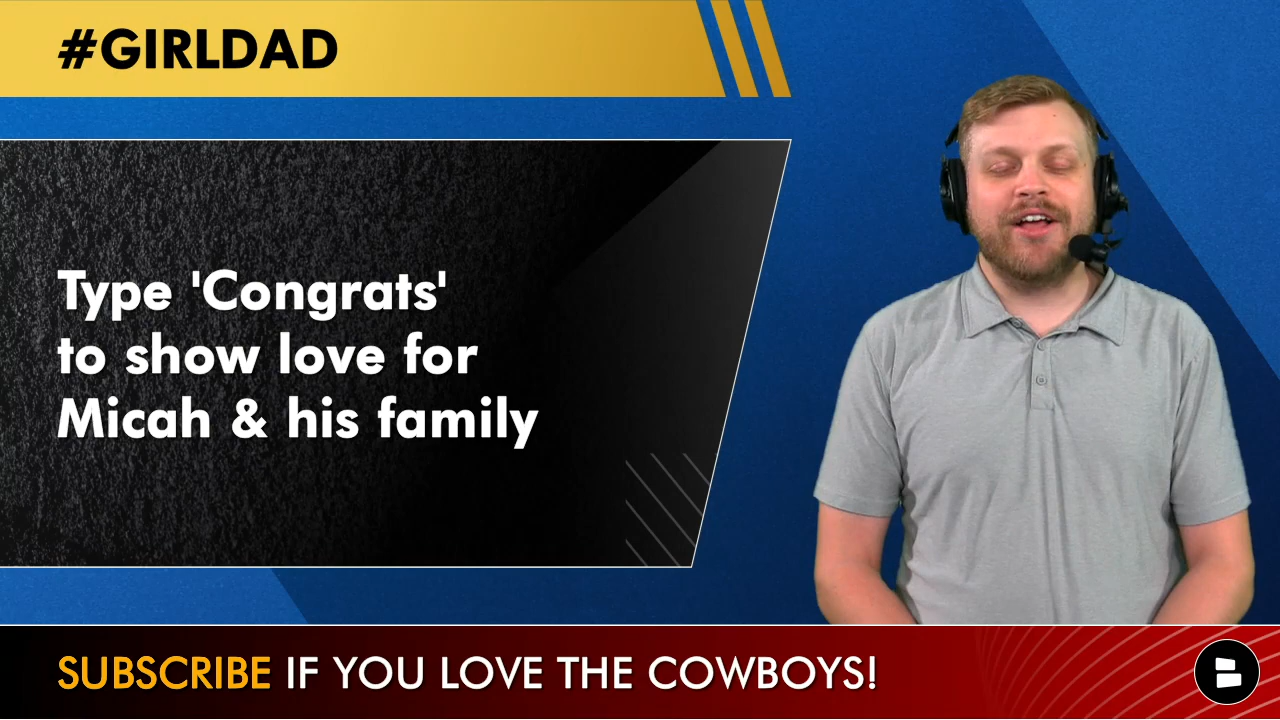 #GIRLDAD
Type 'Congrats'
to show love for
Micah & his family
SUBSCRIBE IF YOU LOVE THE COWBOYS!